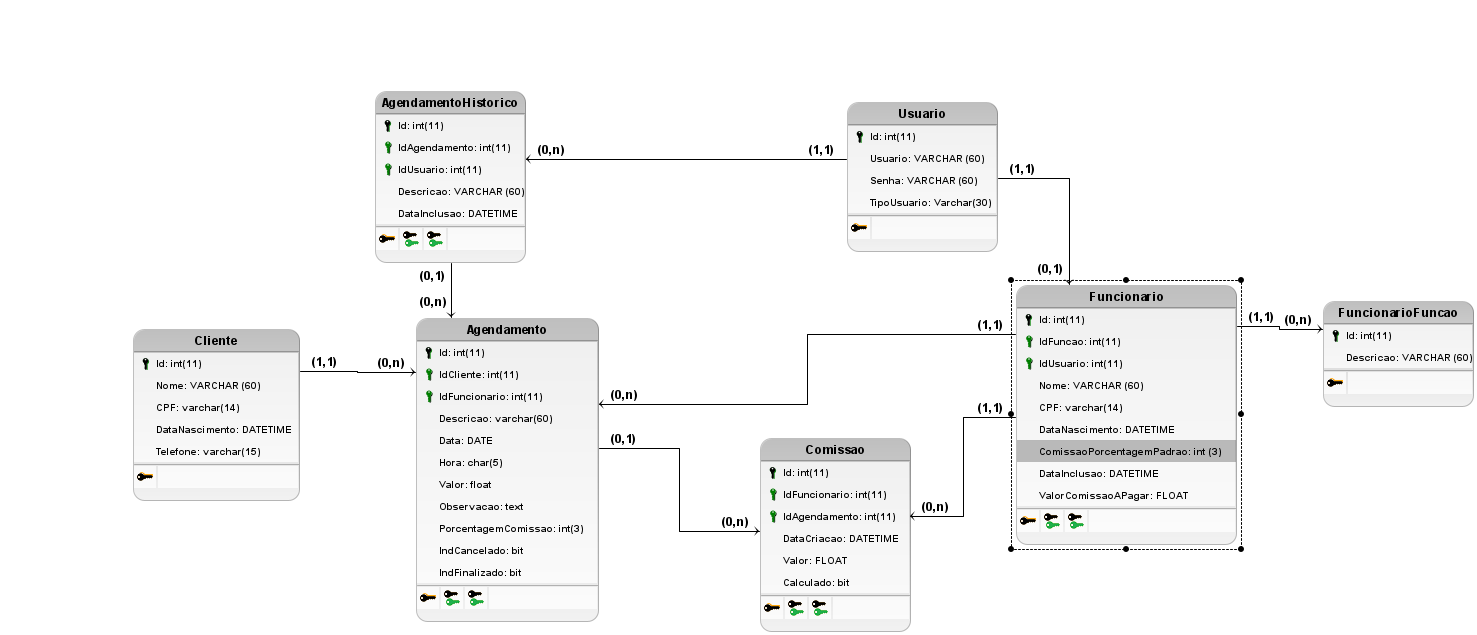 AgendamentoHistorico
Id: int(11)
IdAgendamento: int(11)
IdUsuario: int(11)
Descricao: VARCHAR (60)
DataInclusao: DATETIME
(0,n)
(1,1)
Usuario
Id: int(11)
Usuario: VARCHAR (60)
Senha: VARCHAR (60)
TipoUsuario: Varchar(30)
(1,1)
(0,1)
(0,1)
(0,n)
Cliente
Id: int(11)
Nome: VARCHAR (60)
CPF: varchar(14)
DataNascimento: DATETIME
Telefone: varchar(15)
(1,1)
(0,n)
Agendamento
Id: int(11)
IdCliente: int(11)
IdFuncionario: int(11)
Descricao: varchar(60)
Data: DATE
Hora: char(5)
Valor: float
Observacao: text
PorcentagemComissao: int(3)
IndCancelado: bit
IndFinalizado: bit
(0,n)
(1,1)
(0,1)
(0,n)
Comissao
Id: int(11)
IdFuncionario: int(11)
IdAgendamento: int(11)
DataCriacao: DATETIME
Valor: FLOAT
Calculado: bit
(0,n)
(1,1)
Funcionario
Id: int(11)
IdFuncao: int(11)
IdUsuario: int(11)
Nome: VARCHAR (60)
CPF: varchar(14)
DataNascimento: DATETIME
ComissaoPorcentagemPadrao: int (3)
DataInclusao: DATETIME
ValorComissaoAPagar: FLOAT
(1,1)
(0,n)
FuncionarioFuncao
Id: int(11)
Descricao: VARCHAR (60)